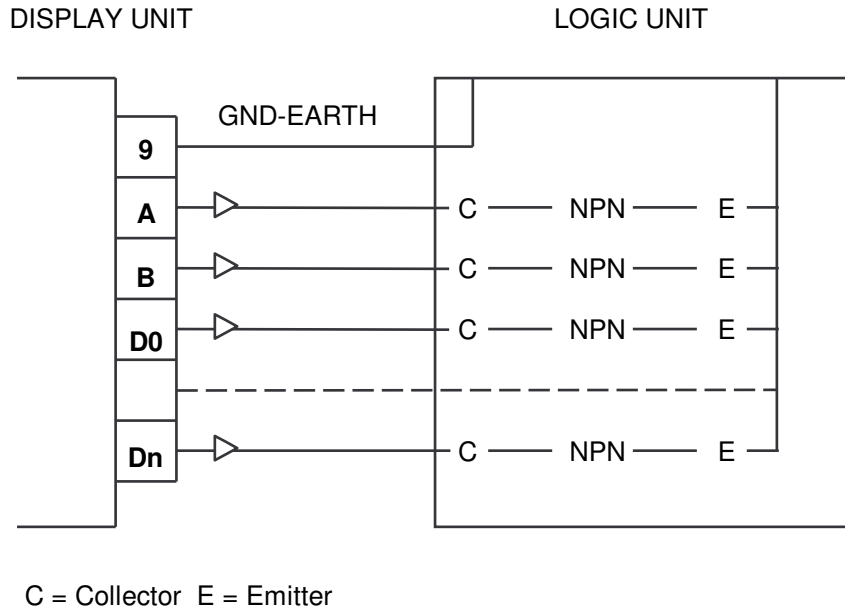 DISPLAY UNIT LOGIC UNIT
GND-EARTH
9
A C NPN E
B C NPN E
D0 C NPN E
Dn C NPN E
C = Collector E = Emitter